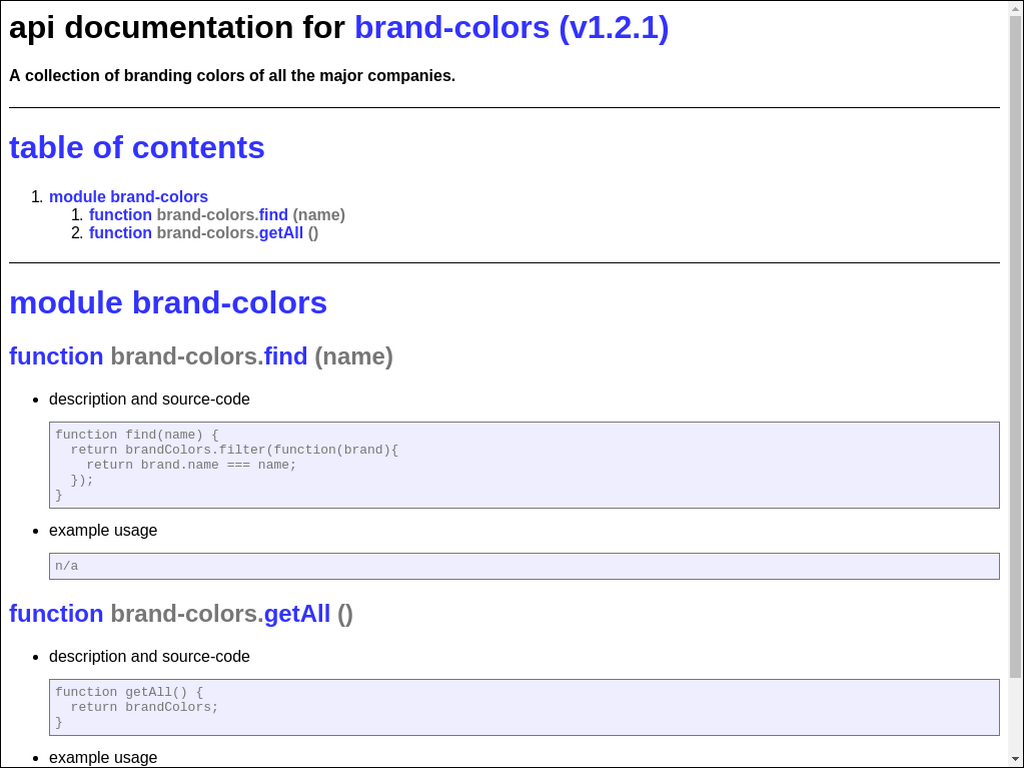 api documentation for brand-colors (v1.2.1)
A collection of branding colors of all the major companies.
table of contents
1. module brand-colors
1. function brand-colors.find (name)
2. function brand-colors.getAll ()
module brand-colors
function brand-colors.find (name)
• description and source-code
function find(name) {
  return brandColors.filter(function(brand){
    return brand.name === name;
  });
}
• example usage
n/a
function brand-colors.getAll ()
• description and source-code
function getAll() {
  return brandColors;
}
• example usage